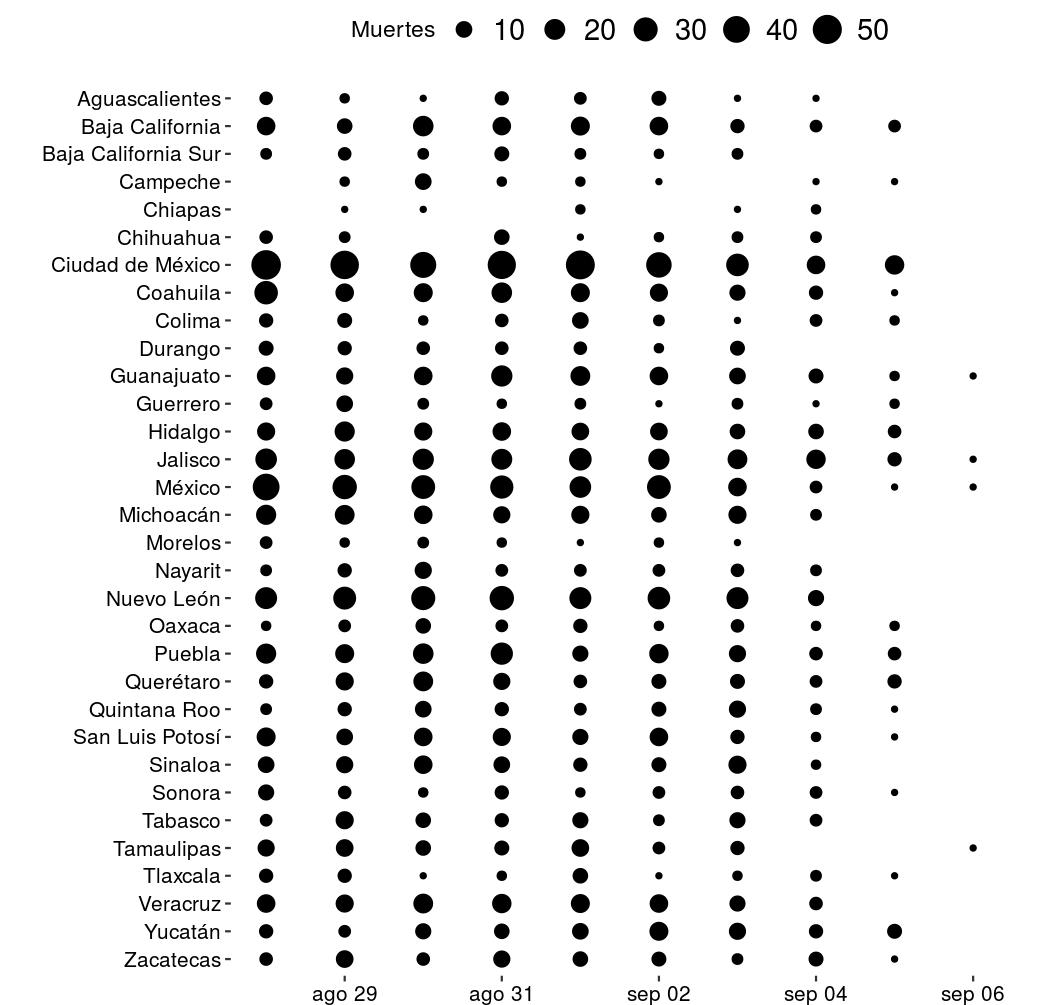 Muertes 10 20 30 40 50
Aguascalientes
Baja California
Baja California Sur
Campeche
Chiapas
Chihuahua
Ciudad de México
Coahuila
Colima
Durango
Guanajuato
Guerrero
Hidalgo
Jalisco
México
Michoacán
Morelos
Nayarit
Nuevo León
Oaxaca
Puebla
Querétaro
Quintana Roo
San Luis Potosí
Sinaloa
Sonora
Tabasco
Tamaulipas
Tlaxcala
Veracruz
Yucatán
Zacatecas
ago 29 ago 31 sep 02 sep 04 sep 06